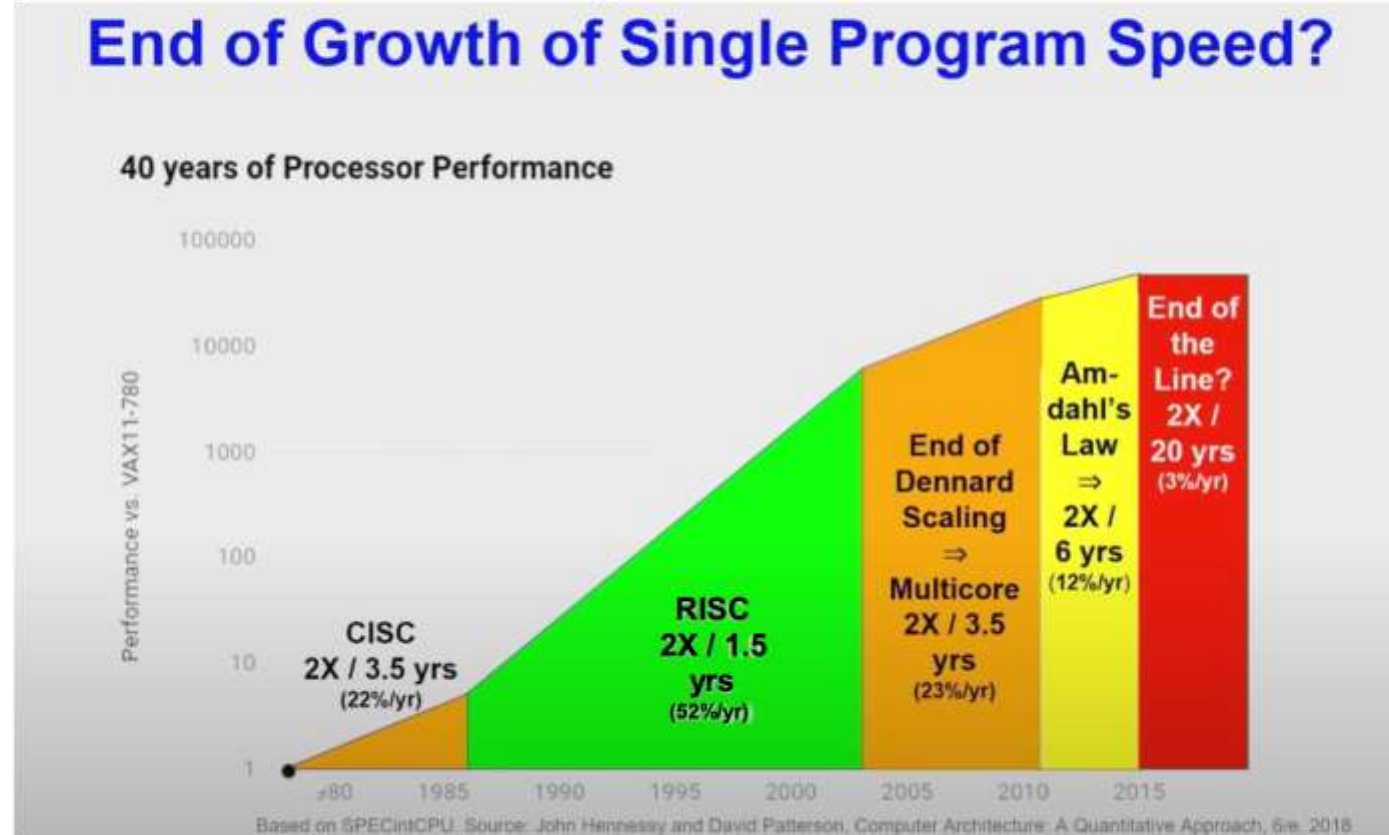 End of Growth of Single Program Speed?
40 years of Processor Performance
100000
10000
1000
100
10
1
Performance vs. VAX11-780
CISC
2X / 3.5 yrs
(22%/yr)
RISC
2X / 1.5
yrs
(52%/yr)
End of
Dennard
Scaling
⇒
Multicore
2X / 3.5
yrs
(23%/yr)
Am-
dahl's
Law
⇒
2X /
6 yrs
(12%/yr)
End of
the
Line?
2X /
20 yrs
(3%/yr)
1985
1990
1995
2000
2005
2010
2015
Based on SPECintCPU. Source: John Hennessy and David Patterson, Computer Architecture: A Quantitative Approach, 6/e. 2018